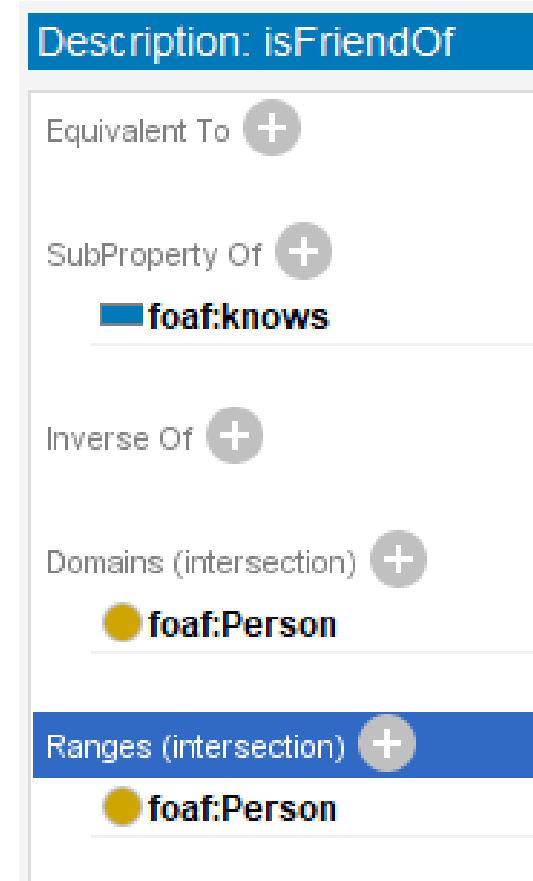 Description: isFriendOf
Equivalent To
SubProperty Of
foaf:knows
Inverse Of
Domains (intersection)
foaf:Person
Ranges (intersection)
foaf:Person